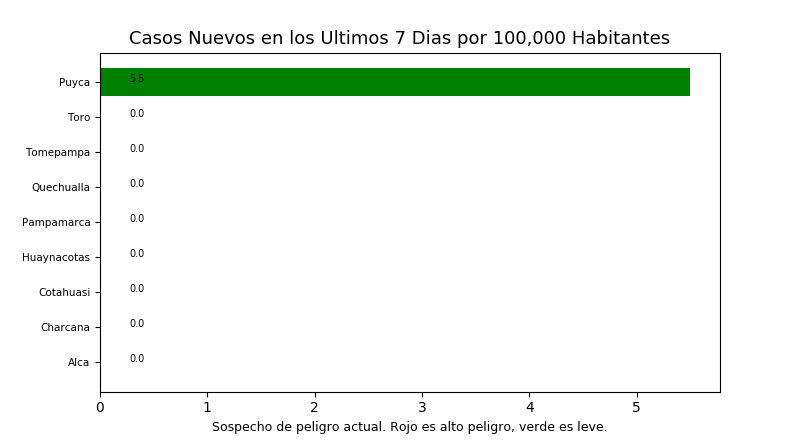 Casos Nuevos en los Ultimos 7 Dias por 100,000 Habitantes
Puyca 5.5
Toro 0.0
Tomepampa 0.0
Quechualla 0.0
Pampamarca 0.0
Huaynacotas 0.0
Cotahuasi 0.0
Charcana 0.0
Alca 0.0
0 1 2 3 4 5
Sospecho de peligro actual. Rojo es alto peligro, verde es leve.